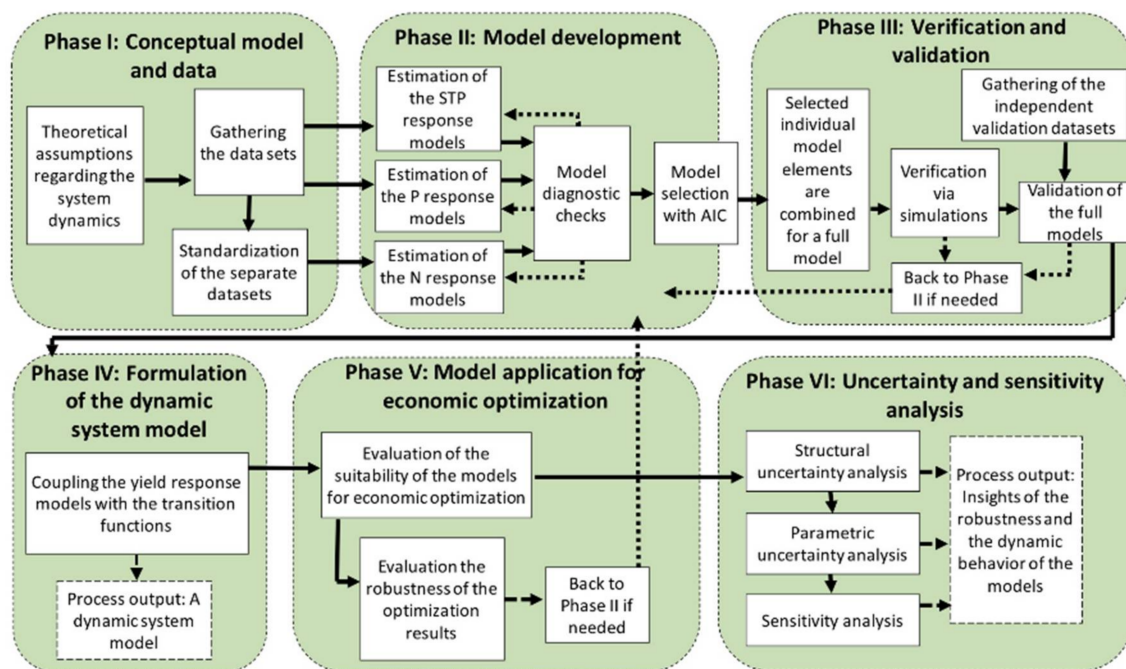 Phase I: Conceptual model
and data
Theoretical
assumptions
regarding the
system
dynamics
Gathering
the data sets
Standardization
of the separate
datasets
Phase II: Model development
Estimation of
the STP
response
models
Estimation of
the P response
models
Estimation of
the N response
models
Model
diagnostic
checks
Model
selection
with AIC
Phase III: Verification and
validation
Selected
individual
model
elements
are
combined
for a full
model
Verification
via
simulations
Gathering of the
independent
validation datasets
Validation of
the full
models
Back to Phase
II if needed
Phase IV: Formulation
of the dynamic
system model
Coupling the yield response
models with the transition
functions
Process output: A
dynamic system
model
Phase V: Model application for
economic optimization
Evaluation of the
suitability of the models
for economic optimization
Evaluation the
robustness of the
optimization
results
Back to
Phase II if
needed
Phase VI: Uncertainty and sensitivity
analysis
Structural
uncertainty analysis
Parametric
uncertainty analysis
Sensitivity analysis
Process output:
Insights of the
robustness and
the dynamic
behavior of the
models